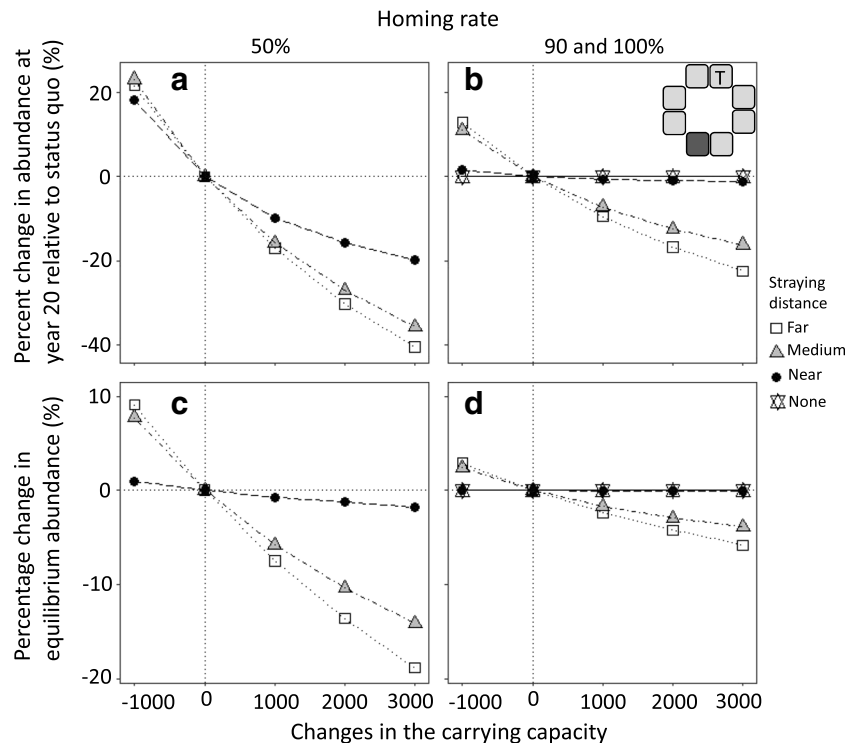 Homing rate
50%
90 and 100%
Percent change in abundance at
year 20 relative to status quo (%)
20
0
-20
-40
a
b
T
Straying
distance
Far
Medium
Near
None
Percentage change in
equilibrium abundance (%)
10
0
-10
-20
c
d
-1000 0 1000 2000 3000
-1000 0 1000 2000 3000
Changes in the carrying capacity